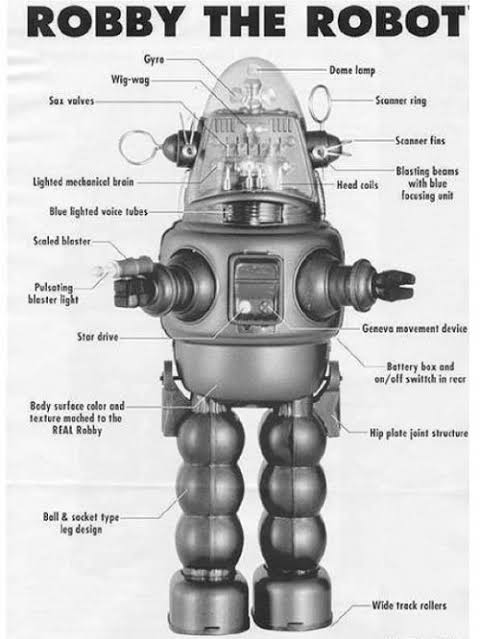 ROBBY THE ROBOT
Gyro
Dome lamp
Wig-wag
Sax valves
Scanner ring
Scanner fins
Blasting beams
with blue
focusing unit
Lighted mechanical brain
Head coils
Blue lighted voice tubes
Scaled blaster
Pulsating
blaster light
Star drive
Geneva movement device
Battery box and
on/off switch in rear
Body surface color and
texture mached to the
REAL Robby
Hip plate joint structure
Ball & socket type
leg design
Wide track rollers